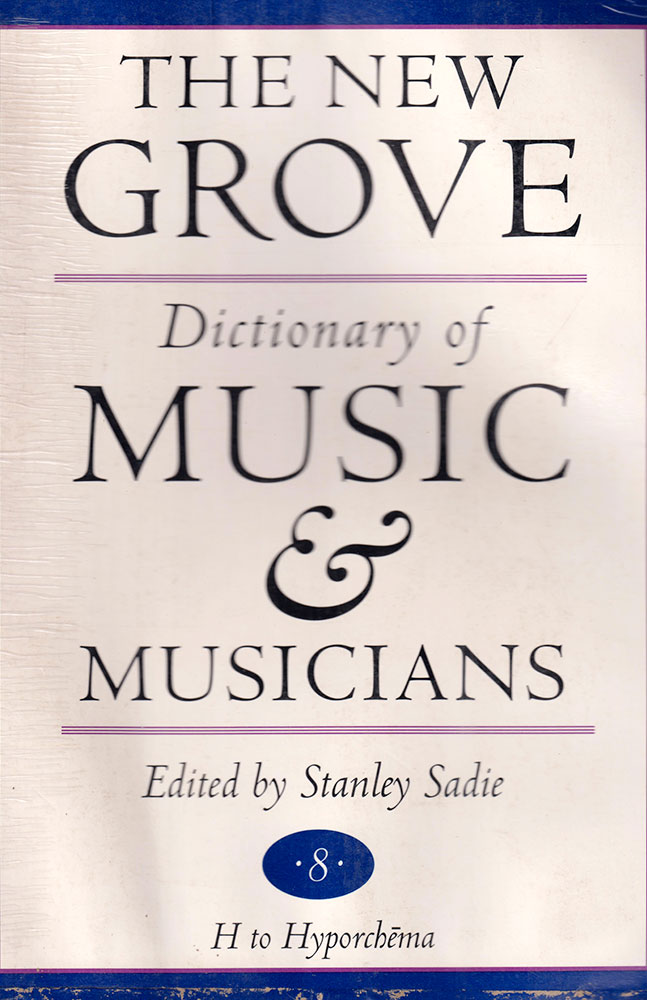 THE NEW
GROVE
Dictionary of
MUSIC
&
MUSICIANS
Edited by Stanley Sadie
·8·
H to Hyporchēma